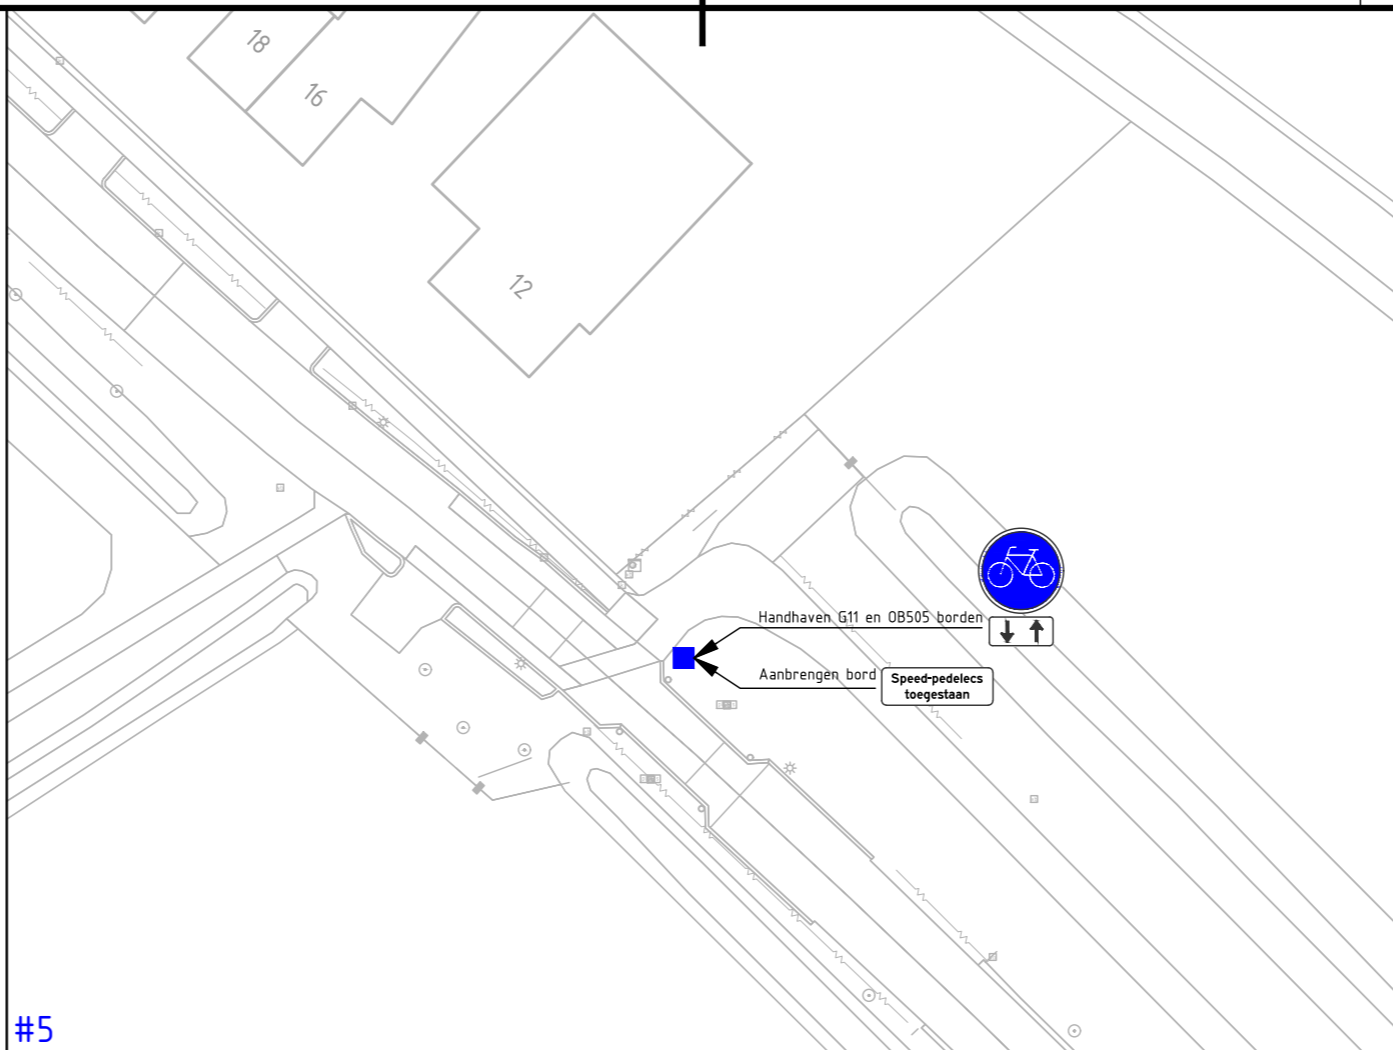 18
16
12
Handhaven G11 en OB505 borden
Aanbrengen bord
Speed-pedelecs
toegestaan
#5